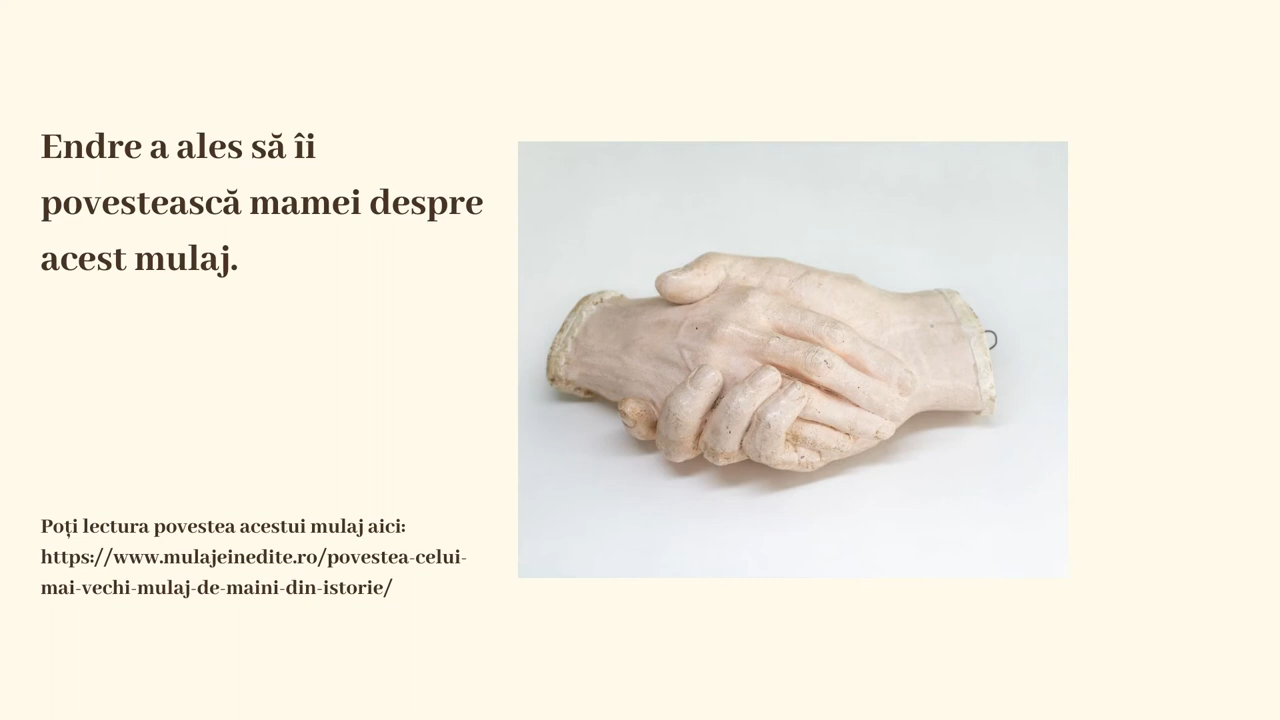 Endre a ales să îi
povestească mamei despre
acest mulaj.
Poți lectura povestea acestui mulaj aici:
https://www.mulajeinedite.ro/povestea-celui-
mai-vechi-mulaj-de-maini-din-istorie/